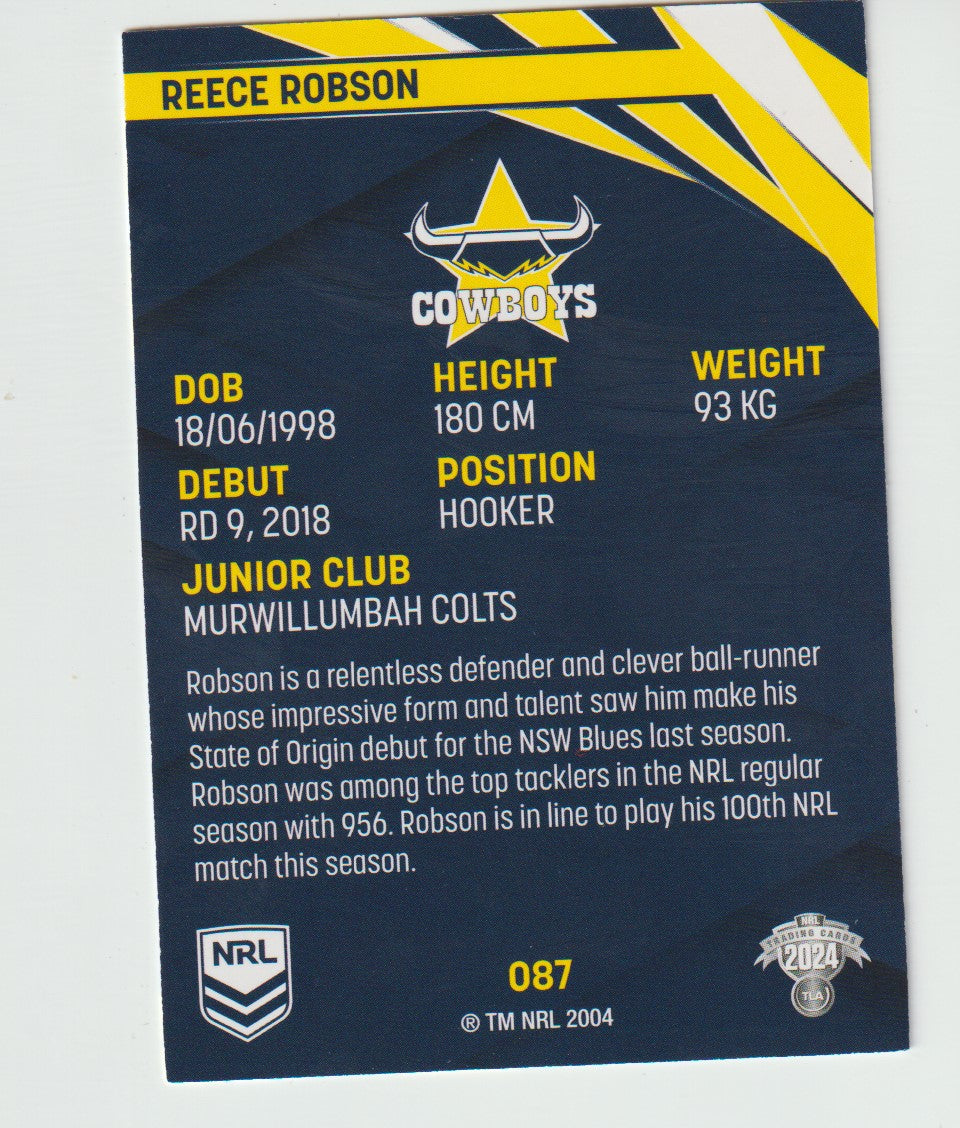 REECE ROBSON
COWBOYS
DOB
18/06/1998
HEIGHT
180 CM
WEIGHT
93 KG
DEBUT
RD 9, 2018
POSITION
HOOKER
JUNIOR CLUB
MURWILLUMBAH COLTS
Robson is a relentless defender and clever ball-runner
whose impressive form and talent saw him make his
State of Origin debut for the NSW Blues last season.
Robson was among the top tacklers in the NRL regular
season with 956. Robson is in line to play his 100th NRL
match this season.
NRL
087
® TM NRL 2004
NRL
TRADING CARDS
2024
TLA